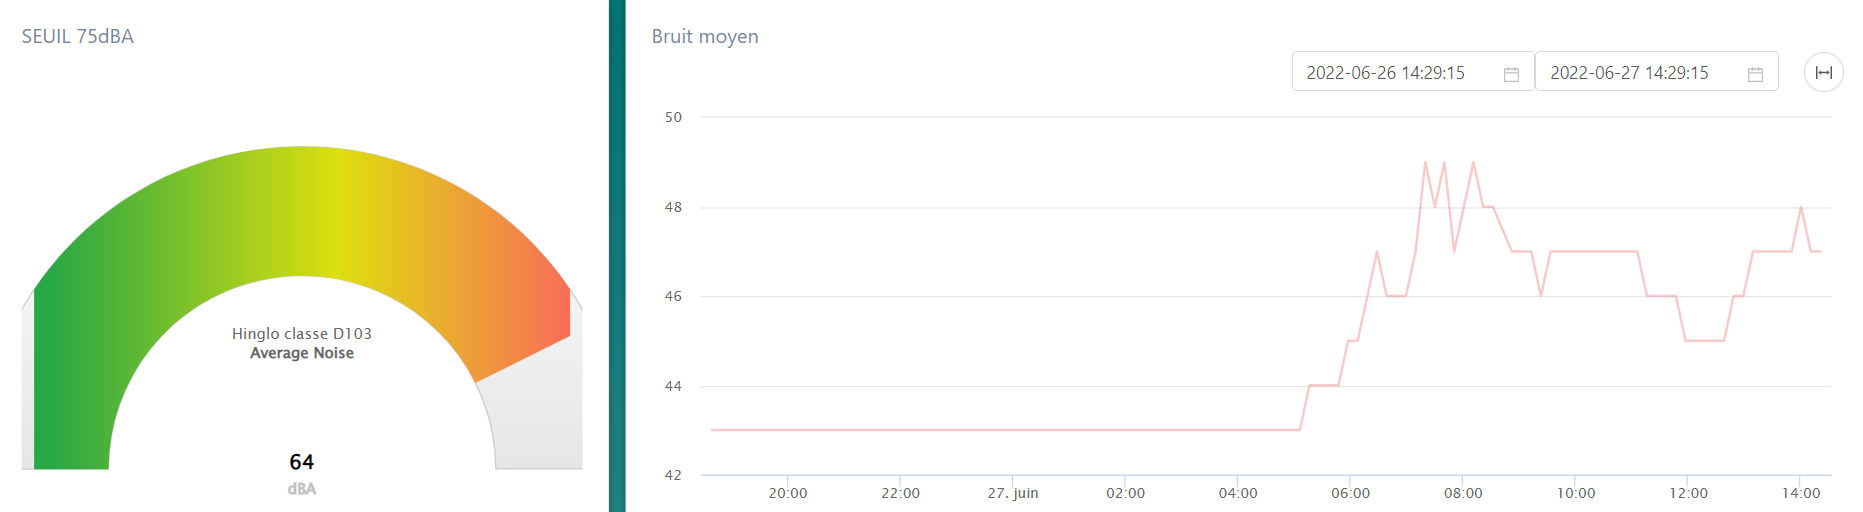 SEUIL 75dBA
Hinglo classe D103
Average Noise
64
dBA
Bruit moyen
2022-06-26 14:29:15
2022-06-27 14:29:15
50
48
46
44
42
20:00
22:00
27. juin
02:00
04:00
06:00
08:00
10:00
12:00
14:00